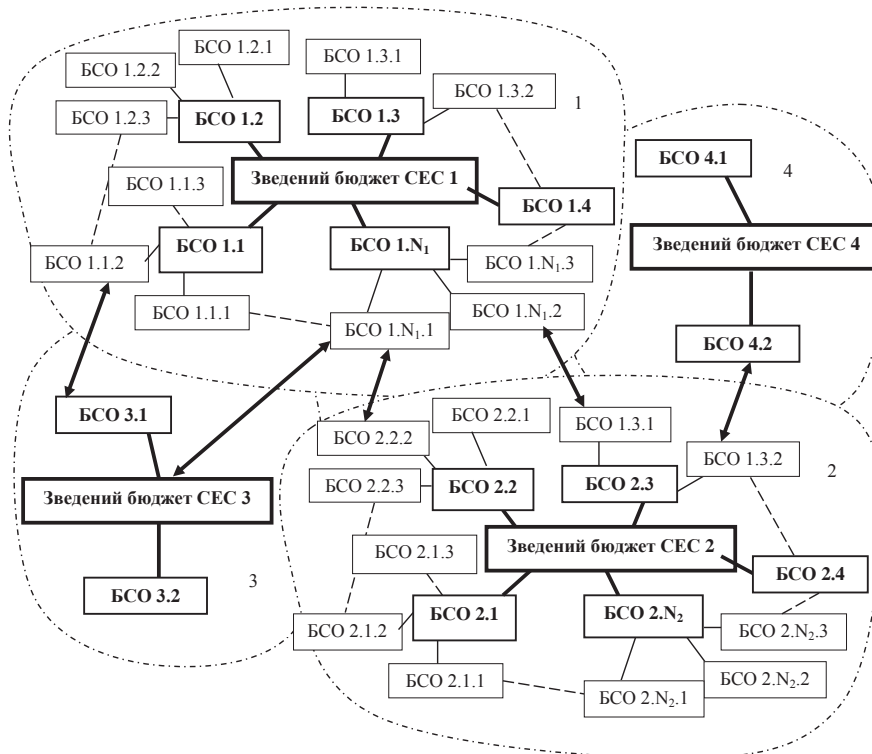 БСО 1.2.1
БСО 1.3.1
БСО 1.2.2
БСО 1.3.2
1
БСО 1.2.3
БСО 1.2
БСО 1.3
БСО 4.1
4
Зведений бюджет СЕС 1
БСО 1.1.3
БСО 1.4
БСО 1.1
БСО 1.N₁
Зведений бюджет СЕС 4
БСО 1.1.2
БСО 1.N₁.3
БСО 1.1.1
БСО 1.N₁.2
БСО 1.N₁.1
БСО 4.2
БСО 3.1
БСО 2.2.1
БСО 1.3.1
БСО 2.2.2
БСО 1.3.2
2
БСО 2.2.3
БСО 2.2
БСО 2.3
Зведений бюджет СЕС 3
Зведений бюджет СЕС 2
БСО 2.1.3
БСО 2.4
3
БСО 3.2
БСО 2.1
БСО 2.N₂
БСО 2.1.2
БСО 2.N₂.3
БСО 2.1.1
БСО 2.N₂.2
БСО 2.N₂.1